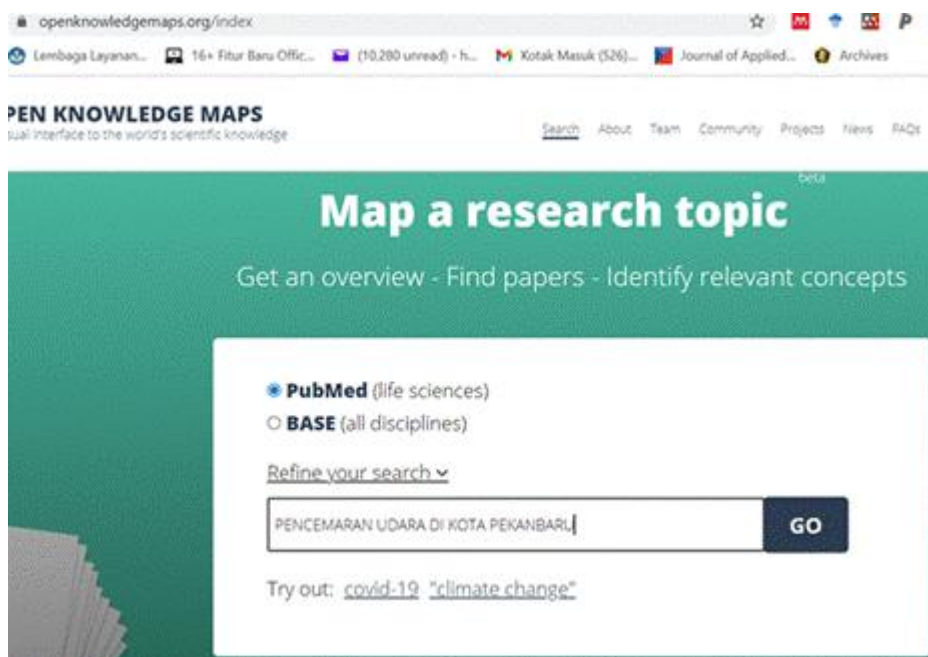 openknowledgemaps.org/index
Lembaga Layanan... 16+ Fitur Baru Offic... (10.280 unread) - h... Kotak Masuk (526)... Journal of Applied... Archives
PEN KNOWLEDGE MAPS
sual interface to the world's scientific knowledge
Search About Team Community Projects News FAQs
beta
Map a research topic
Get an overview - Find papers - Identify relevant concepts
PubMed (life sciences)
BASE (all disciplines)
Refine your search
PENCEMARAN UDARA DI KOTA PEKANBARU
GO
Try out: covid-19 "climate change"